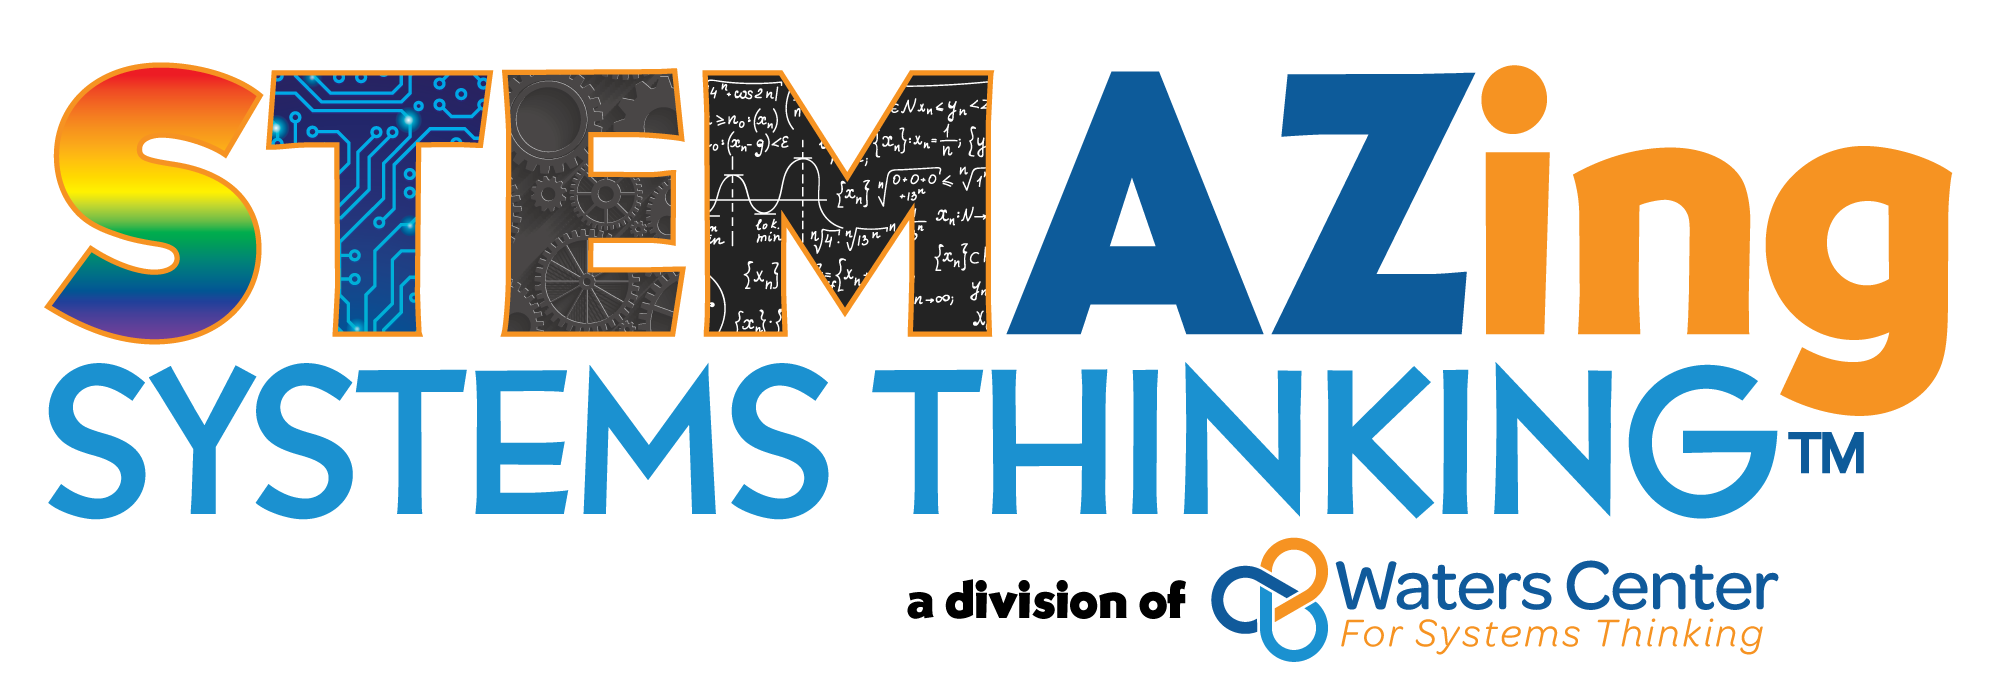 STEMAZing
SYSTEMS THINKING™
a division of Waters Center
For Systems Thinking